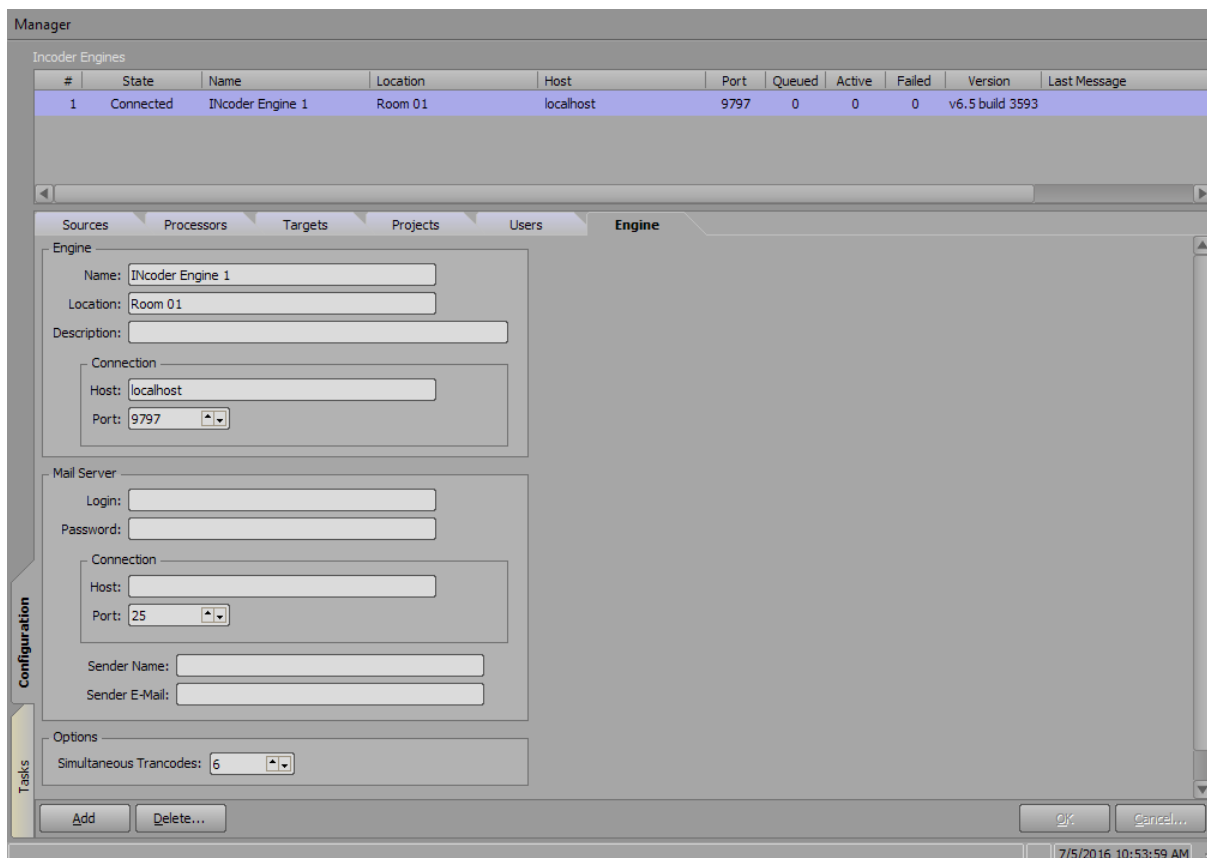 Manager
Incoder Engines
# State Name Location Host Port Queued Active Failed Version Last Message
1 Connected INcoder Engine 1 Room 01 localhost 9797 0 0 0 v6.5 build 3593
Sources Processors Targets Projects Users Engine
Engine
Name: INcoder Engine 1
Location: Room 01
Description:
Connection
Host: localhost
Port: 9797
Mail Server
Login:
Password:
Connection
Host:
Port: 25
Sender Name:
Sender E-Mail:
Options
Simultaneous Trancodes: 6
Configuration
Tasks
Add Delete... OK Cancel...
7/5/2016 10:53:59 AM